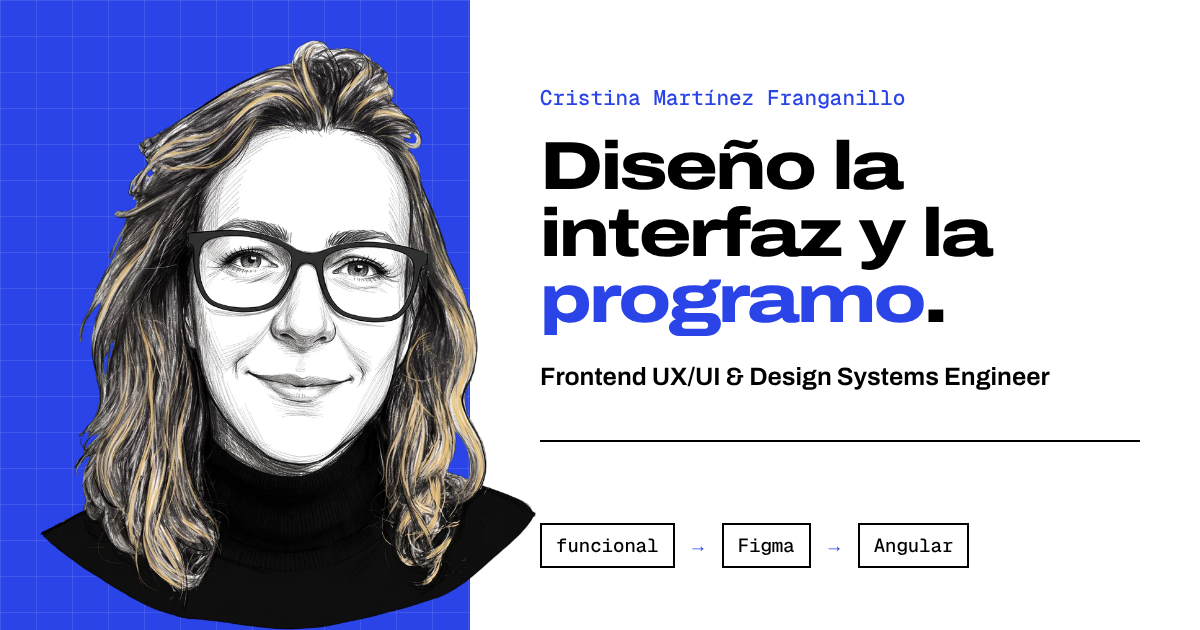 Cristina Martínez Franganillo
Diseño la
interfaz y la
programo.
Frontend UX/UI & Design Systems Engineer
funcional → Figma → Angular